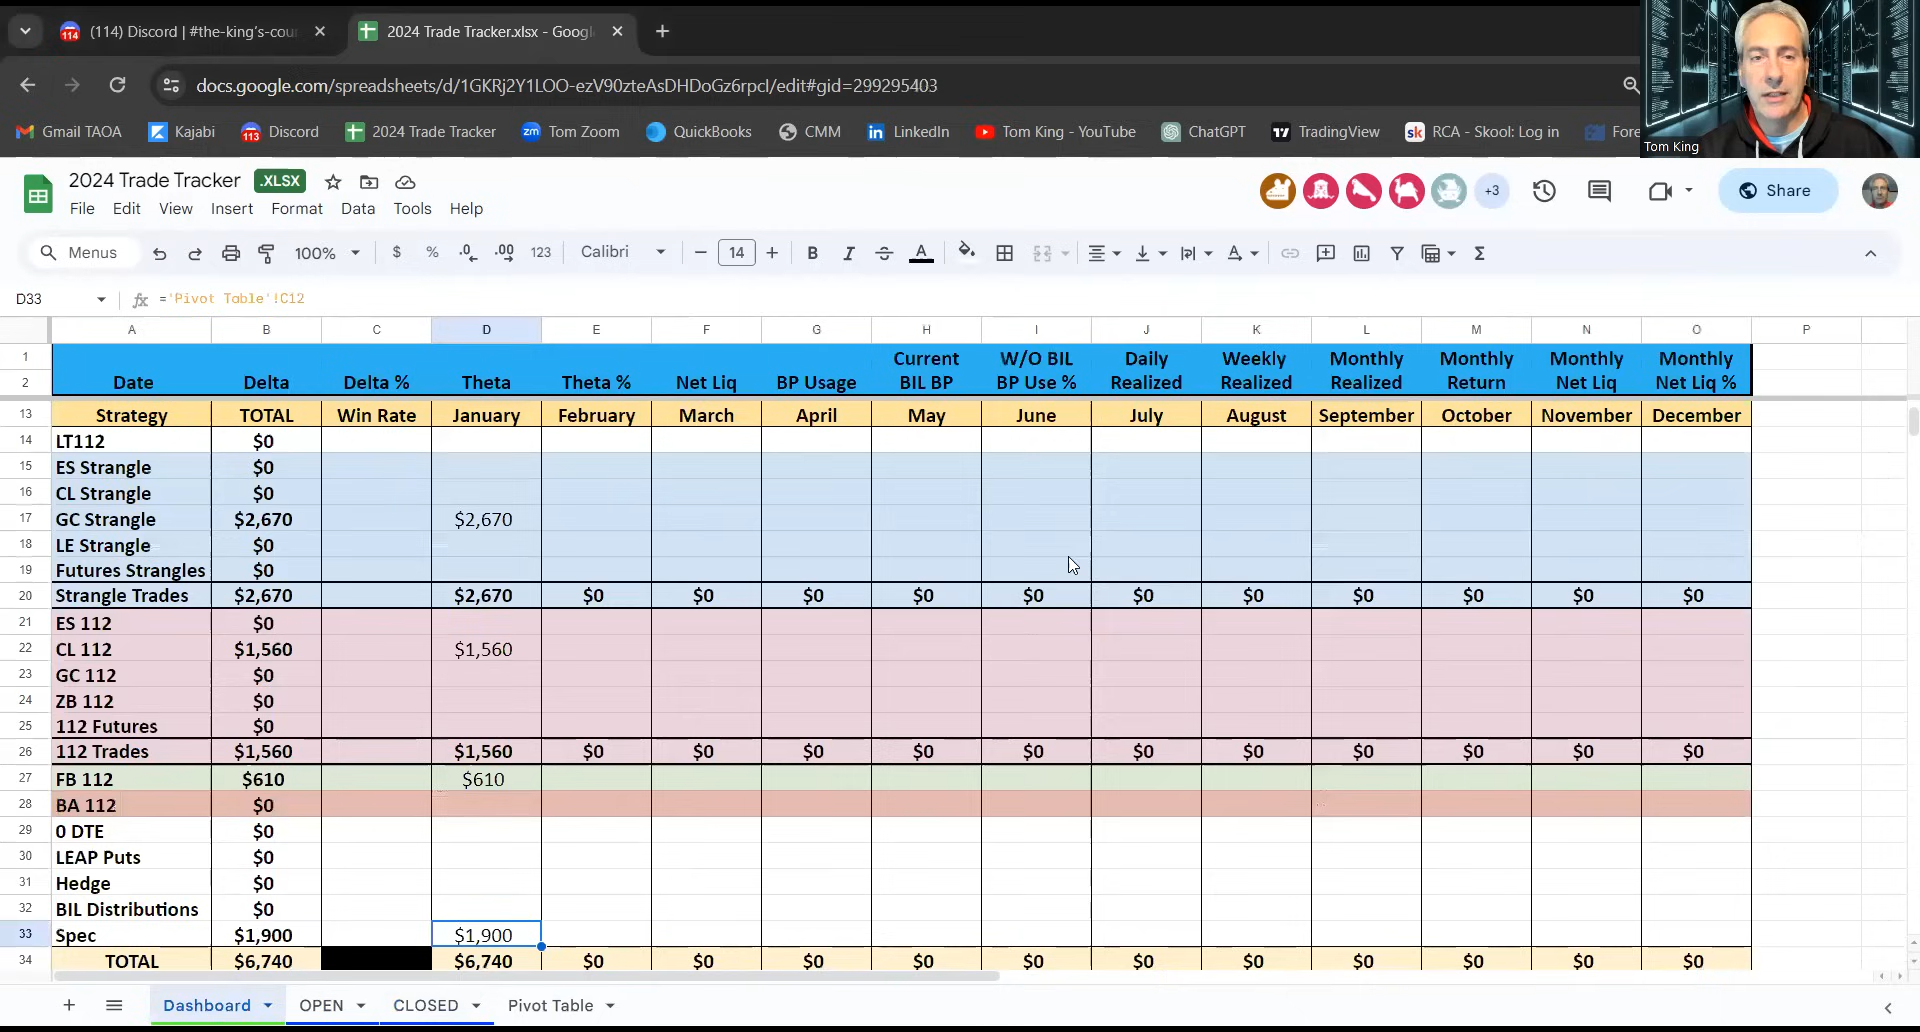 (114) Discord | #the-king's-cou
2024 Trade Tracker.xlsx - Googl
docs.google.com/spreadsheets/d/1GKRj2Y1LOO-ezV90zteAsDHDoGz6rpcI/edit#gid=299295403
Gmail TAOA Kajabi Discord 2024 Trade Tracker Tom Zoom QuickBooks CMM LinkedIn Tom King - YouTube ChatGPT TradingView RCA - Skool: Log in Fore
Tom King
2024 Trade Tracker .XLSX
+3
Share
File Edit View Insert Format Data Tools Help
Menus 100% $ % .0 .00 123 Calibri 14 B I A
D33 fx ='Pivot Table'!C12
A B C D E F G H I J K L M N O P
1 Current W/O BIL Daily Weekly Monthly Monthly Monthly Monthly
2 Date Delta Delta % Theta Theta % Net Liq BP Usage BIL BP BP Use % Realized Realized Realized Return Net Liq Net Liq %
13 Strategy TOTAL Win Rate January February March April May June July August September October November December
14 LT112 $0
15 ES Strangle $0
16 CL Strangle $0
17 GC Strangle $2,670 $2,670
18 LE Strangle $0
19 Futures Strangles $0
20 Strangle Trades $2,670 $2,670 $0 $0 $0 $0 $0 $0 $0 $0 $0 $0 $0
21 ES 112 $0
22 CL 112 $1,560 $1,560
23 GC 112 $0
24 ZB 112 $0
25 112 Futures $0
26 112 Trades $1,560 $1,560 $0 $0 $0 $0 $0 $0 $0 $0 $0 $0 $0
27 FB 112 $610 $610
28 BA 112 $0
29 0 DTE $0
30 LEAP Puts $0
31 Hedge $0
32 BIL Distributions $0
33 Spec $1,900 $1,900
34 TOTAL $6,740 $6,740 $0 $0 $0 $0 $0 $0 $0 $0 $0 $0 $0
Dashboard OPEN CLOSED Pivot Table